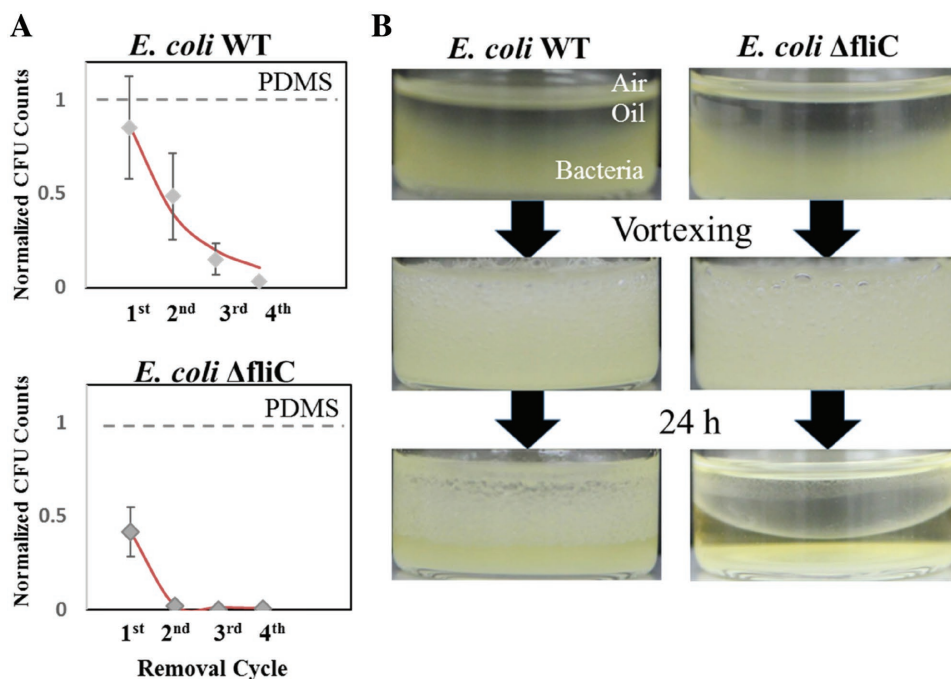 A
E. coli WT
PDMS
Normalized CFU Counts
1
0.5
0
1st 2nd 3rd 4th
E. coli ΔfliC
PDMS
Normalized CFU Counts
1
0.5
0
1st 2nd 3rd 4th
Removal Cycle
B
E. coli WT
E. coli ΔfliC
Air
Oil
Bacteria
Vortexing
24 h